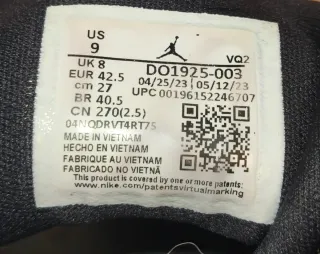 US
9
VQ2
UK 8
EUR 42.5
cm 27
BR 40.5
CN 270(2.5)
DO1925-003
04/25/23 05/12/23
UPC 00196152246707
04NQDRVT4RT75
MADE IN VIETNAM
HECHO EN VIETNAM
FABRIQUE AU VIETNAM
FABRICADO NO VIETNÃ
This product is covered by one or more patents:
www.nike.com/patentsvirtualmarking